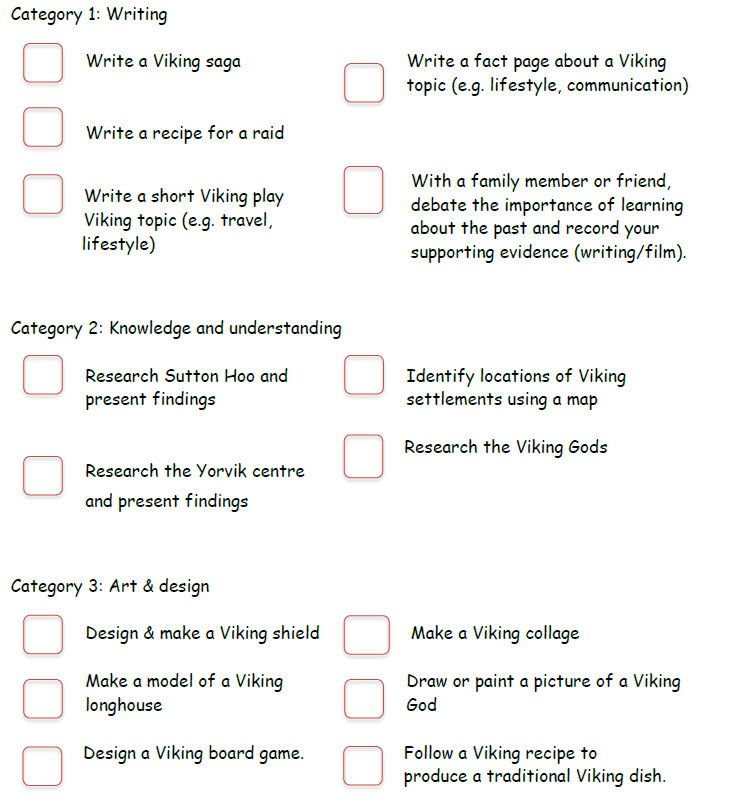 Category 1: Writing
Write a Viking saga
Write a recipe for a raid
Write a short Viking play
Viking topic (e.g. travel,
lifestyle)
Write a fact page about a Viking
topic (e.g. lifestyle, communication)
With a family member or friend,
debate the importance of learning
about the past and record your
supporting evidence (writing/film).
Category 2: Knowledge and understanding
Research Sutton Hoo and
present findings
Research the Yorvik centre
and present findings
Identify locations of Viking
settlements using a map
Research the Viking Gods
Category 3: Art & design
Design & make a Viking shield
Make a model of a Viking
longhouse
Design a Viking board game.
Make a Viking collage
Draw or paint a picture of a Viking
God
Follow a Viking recipe to
produce a traditional Viking dish.